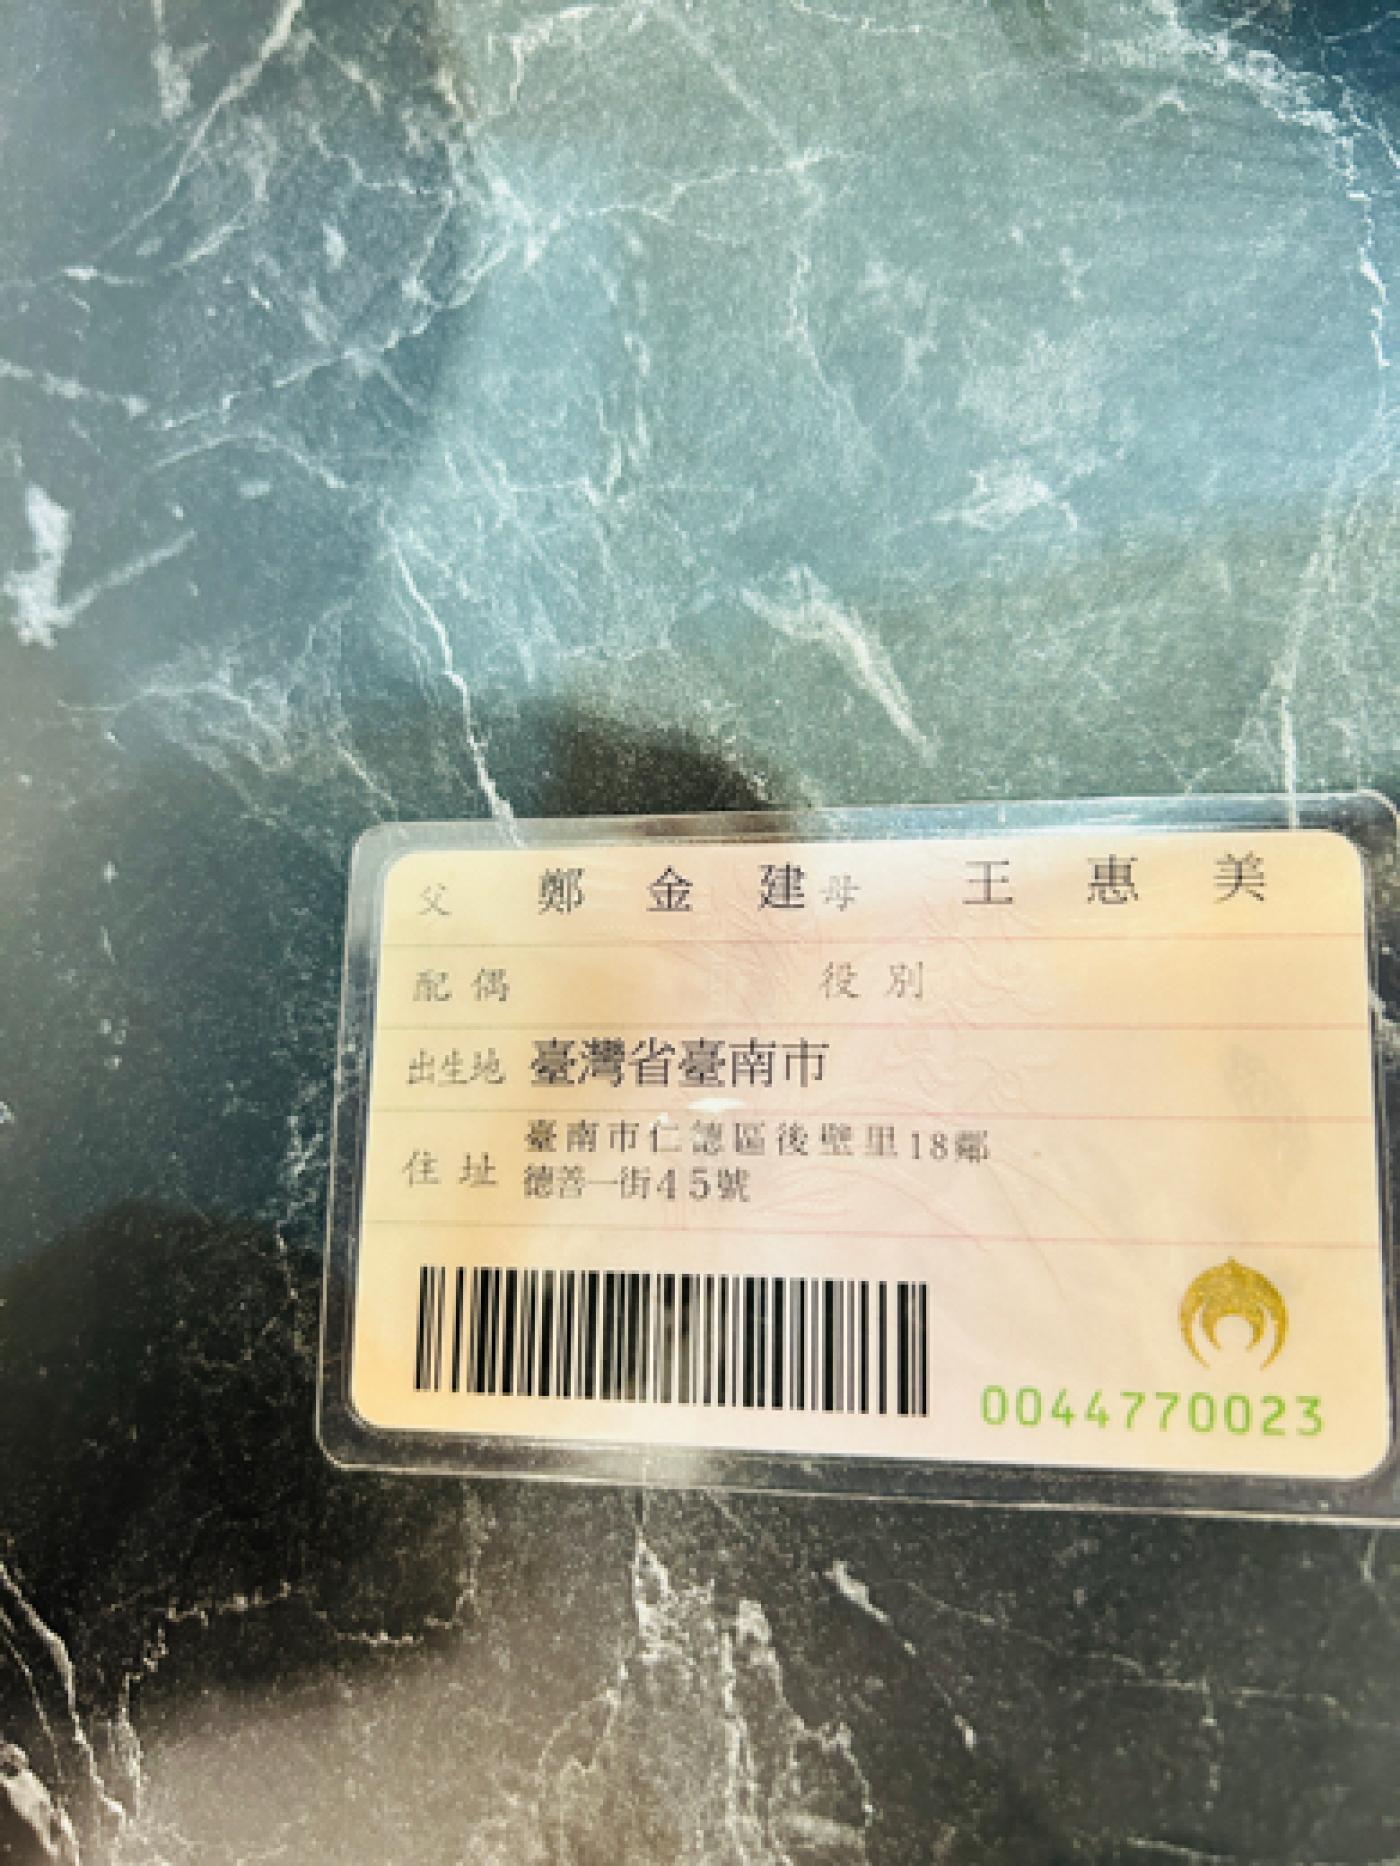 父 鄭金建 母 王惠美
配偶 役別
出生地 臺灣省臺南市
住址 臺南市仁德區後壁里18鄰
德善一街45號
0044770023